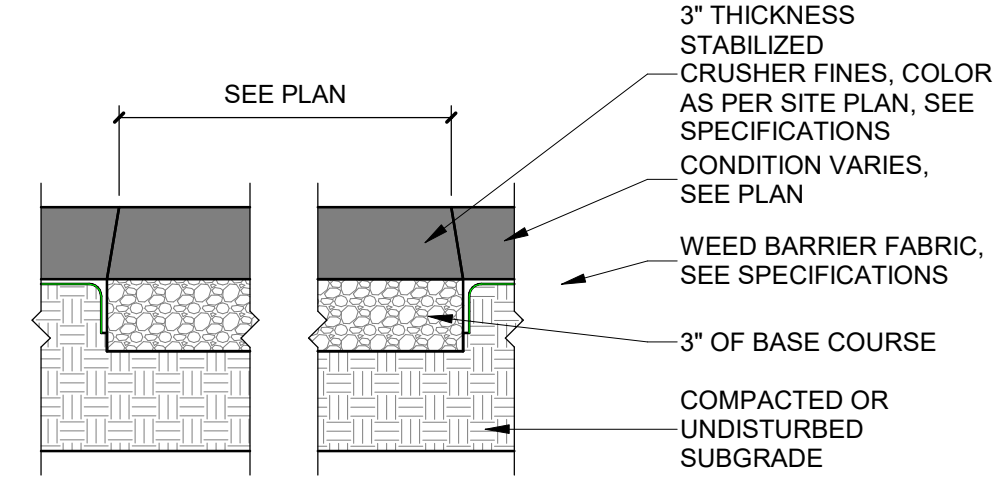 SEE PLAN
3" THICKNESS
STABILIZED
CRUSHER FINES, COLOR
AS PER SITE PLAN, SEE
SPECIFICATIONS
CONDITION VARIES,
SEE PLAN
WEED BARRIER FABRIC,
SEE SPECIFICATIONS
3" OF BASE COURSE
COMPACTED OR
UNDISTURBED
SUBGRADE